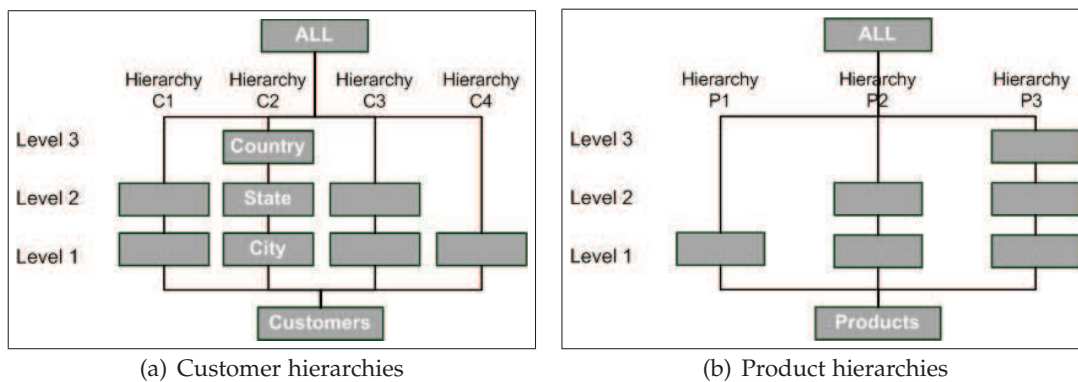 ALL
Hierarchy C1
Hierarchy C2
Hierarchy C3
Hierarchy C4
Level 3
Country
Level 2
State
Level 1
City
Customers
(a) Customer hierarchies
ALL
Hierarchy P1
Hierarchy P2
Hierarchy P3
Level 3
Level 2
Level 1
Products
(b) Product hierarchies